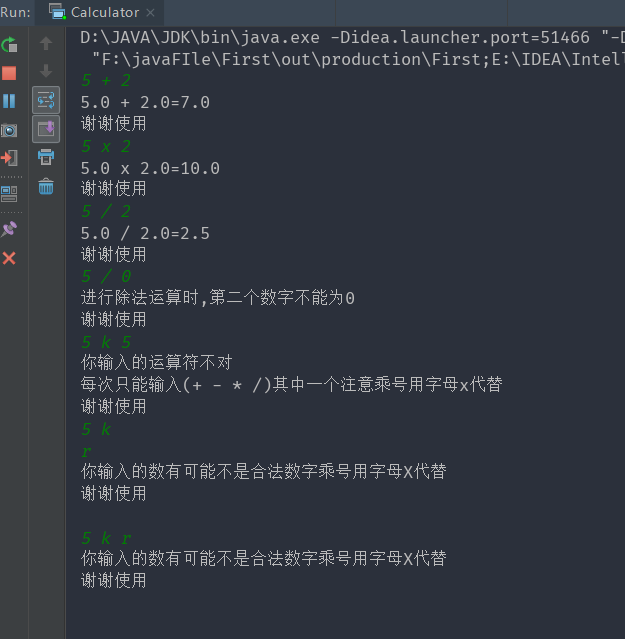 Run: Calculator
D:\JAVA\JDK\bin\java.exe -Didea.launcher.port=51466 "-D
"F:\javaFIle\First\out\production\First;E:\IDEA\Intell
5 + 2
5.0 + 2.0=7.0
谢谢使用
5 x 2
5.0 x 2.0=10.0
谢谢使用
5 / 2
5.0 / 2.0=2.5
谢谢使用
5 / 0
进行除法运算时,第二个数字不能为0
谢谢使用
5 k 5
你输入的运算符不对
每次只能输入(+ - * /)其中一个注意乘号用字母x代替
谢谢使用
5 k
r
你输入的数有可能不是合法数字乘号用字母X代替
谢谢使用
5 k r
你输入的数有可能不是合法数字乘号用字母X代替
谢谢使用